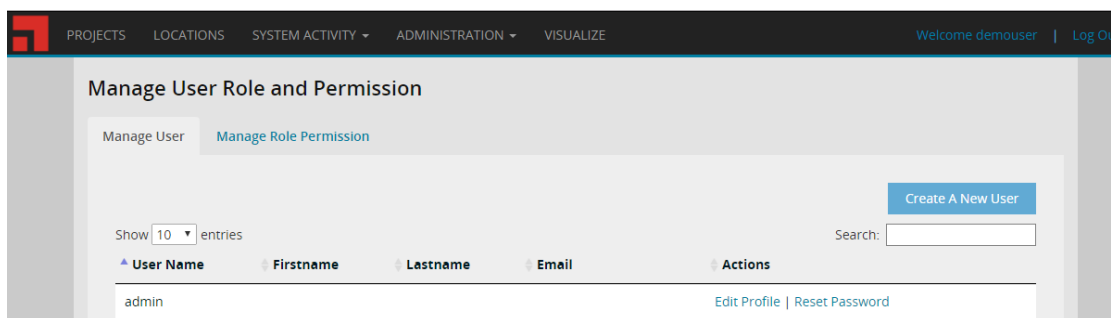 PROJECTS LOCATIONS SYSTEM ACTIVITY ADMINISTRATION VISUALIZE Welcome demouser | Log Ou
Manage User Role and Permission
Manage User Manage Role Permission
Create A New User
Show 10 entries Search:
User Name Firstname Lastname Email Actions
admin Edit Profile | Reset Password